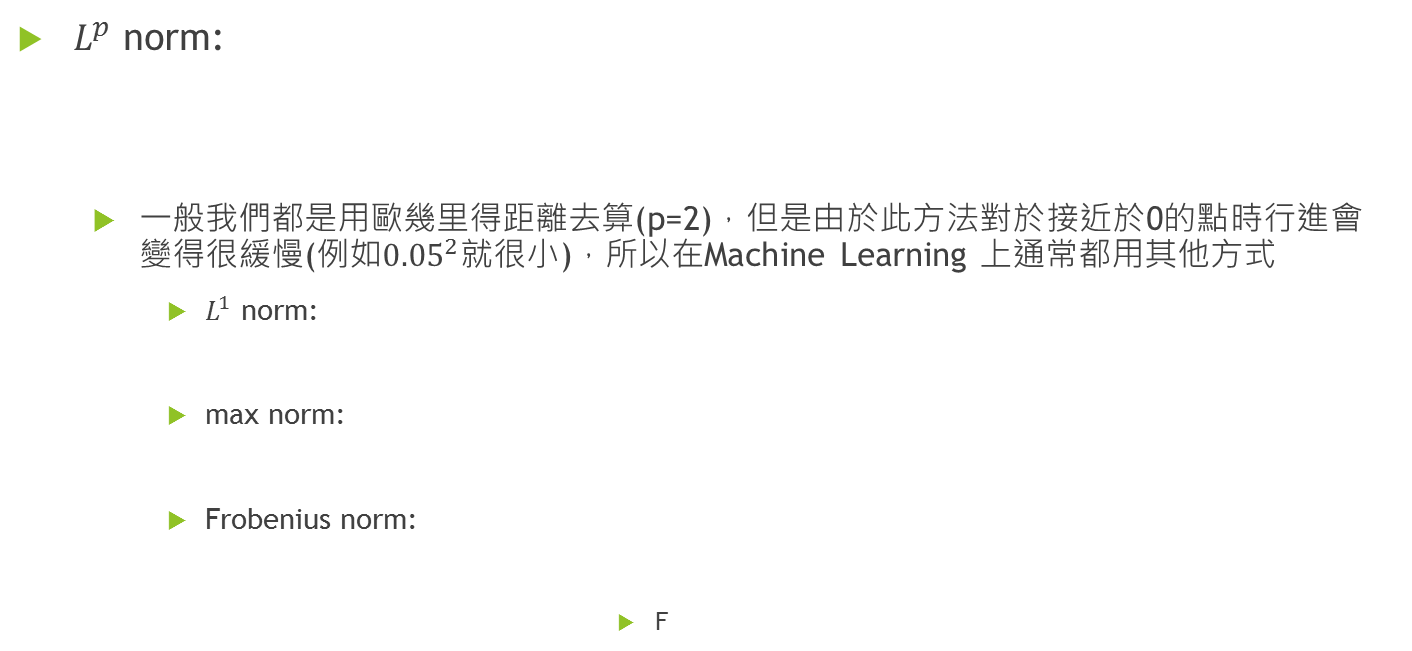 𝐿ᵖ norm:
一般我們都是用歐幾里得距離去算(p=2)，但是由於此方法對於接近於0的點時行進會
變得很緩慢(例如0.05²就很小)，所以在Machine Learning 上通常都用其他方式
𝐿¹ norm:
max norm:
Frobenius norm:
F